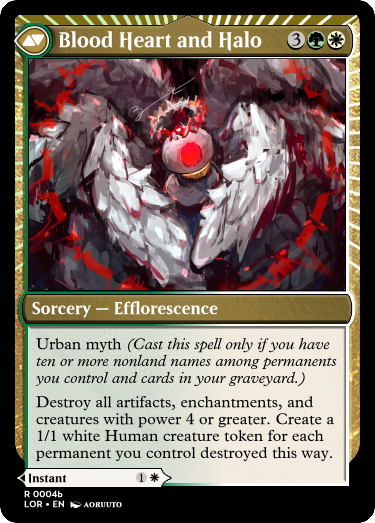 Blood Heart and Halo 3
Sorcery — Efflorescence
Urban myth (Cast this spell only if you have
ten or more nonland names among permanents
you control and cards in your graveyard.)
Destroy all artifacts, enchantments, and
creatures with power 4 or greater. Create a
1/1 white Human creature token for each
permanent you control destroyed this way.
Instant 1
R 0004b
LOR • EN AORUUTO